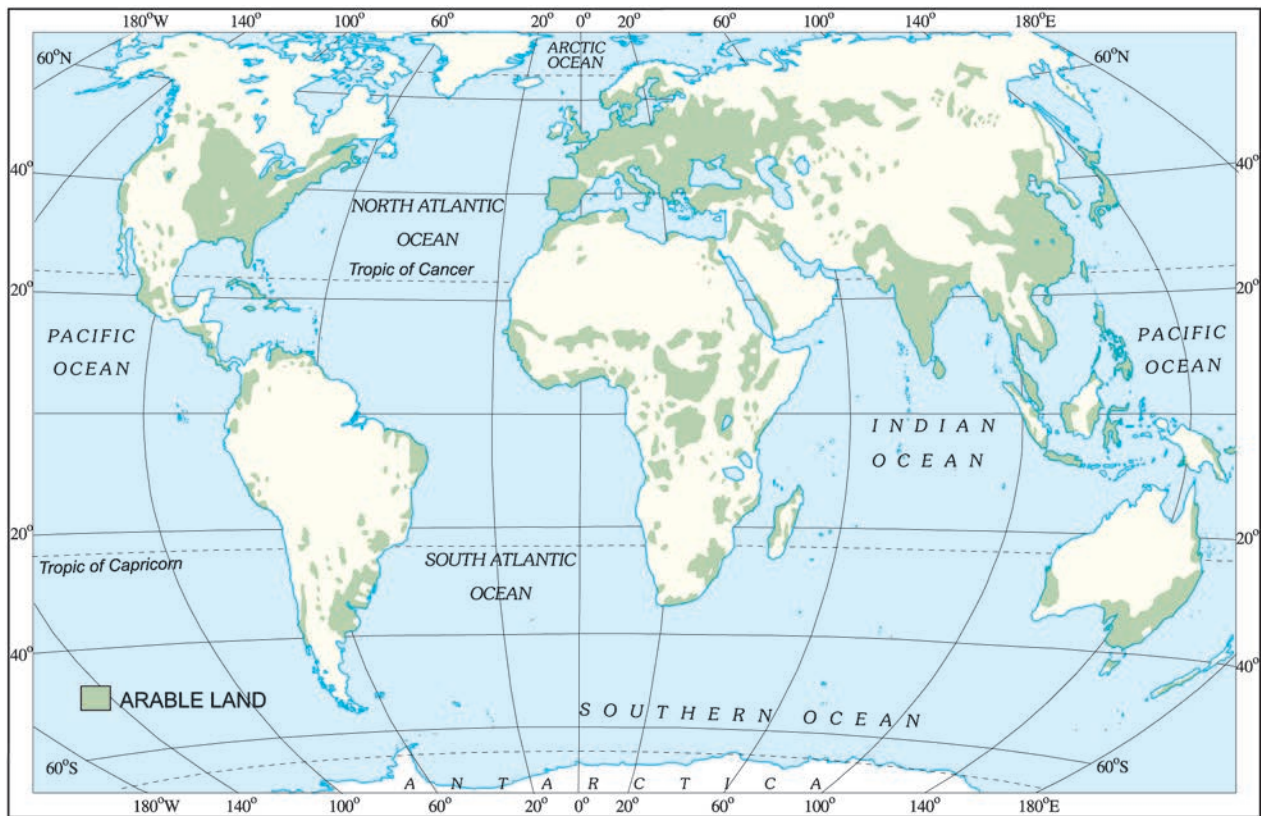 180°W 140° 100° 60° 20° 0° 20° 60° 100° 140° 180°E
60°N
ARCTIC
OCEAN
60°N
40°
40°
NORTH ATLANTIC
OCEAN
Tropic of Cancer
20°
20°
PACIFIC
OCEAN
PACIFIC
OCEAN
INDIAN
OCEAN
20°
20°
Tropic of Capricorn
SOUTH ATLANTIC
OCEAN
40°
40°
ARABLE LAND
SOUTHERN OCEAN
60°S
60°S
ANTARCTICA
180°W 140° 100° 60° 20° 0° 20° 60° 100° 140° 180°E